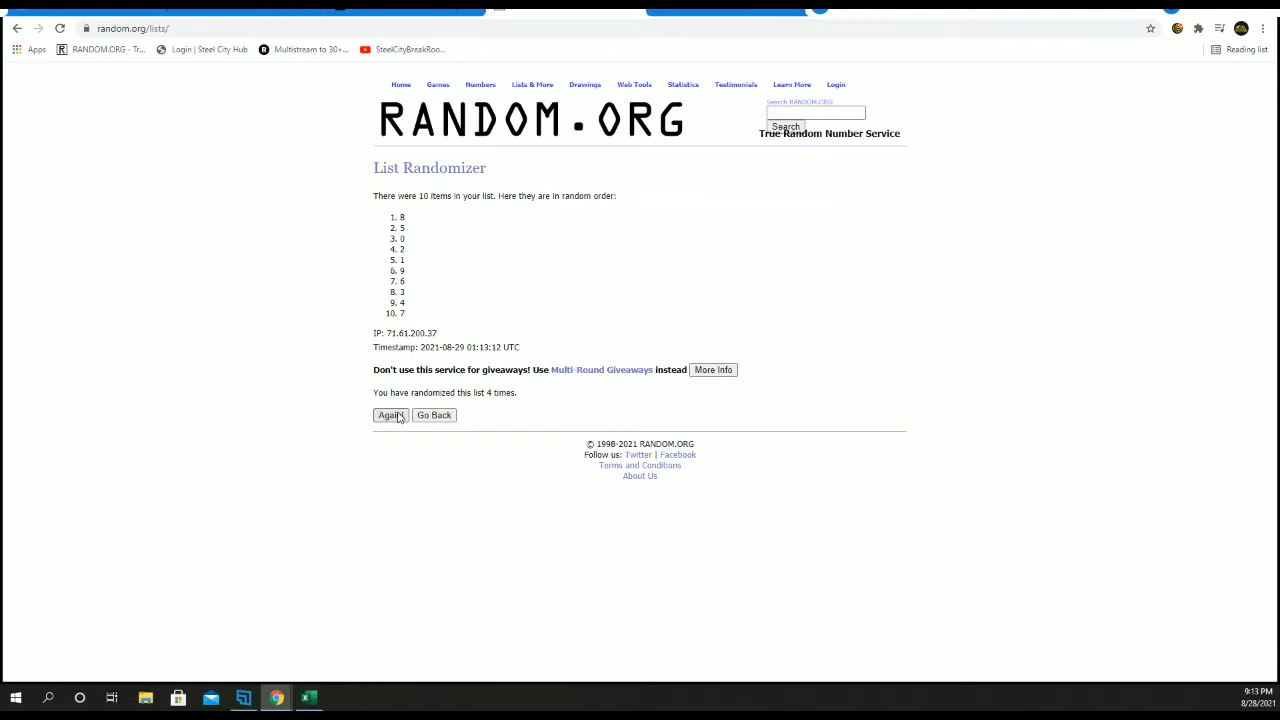 random.org/lists/
Apps RANDOM.ORG - Tr... Login | Steel City Hub Multistream to 30+... SteelCityBreakRoo... Reading list
Home Games Numbers Lists & More Drawings Web Tools Statistics Testimonials Learn More Login
RANDOM.ORG
Search RANDOM.ORG
Search
True Random Number Service
List Randomizer
There were 10 items in your list. Here they are in random order:
1. 8
2. 5
3. 0
4. 2
5. 1
6. 9
7. 6
8. 3
9. 4
10. 7
IP: 71.61.200.37
Timestamp: 2021-08-29 01:13:12 UTC
Don't use this service for giveaways! Use Multi-Round Giveaways instead More Info
You have randomized this list 4 times.
Again! Go Back
© 1998-2021 RANDOM.ORG
Follow us: Twitter | Facebook
Terms and Conditions
About Us
9:13 PM
8/28/2021